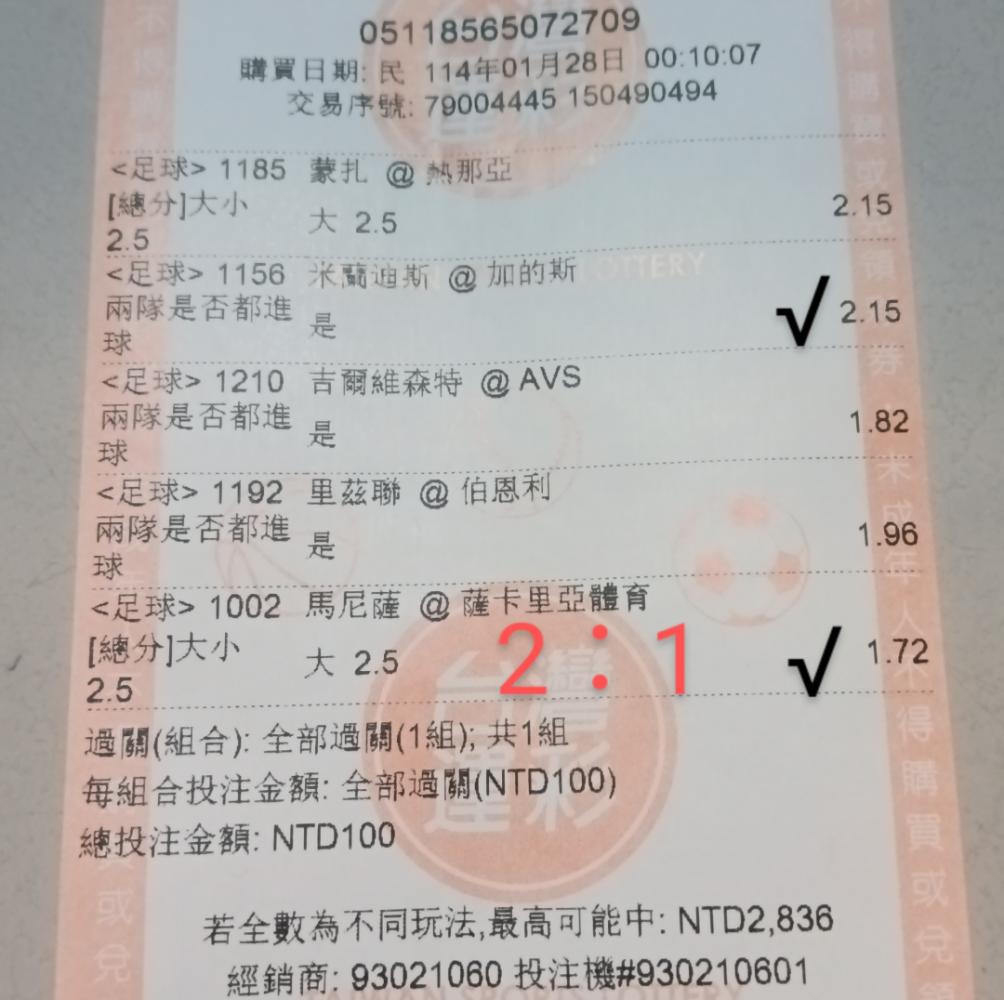 05118565072709
購買日期: 民 114年01月28日 00:10:07
交易序號: 79004445 150490494
<足球> 1185 蒙扎 @ 熱那亞
[總分]大小 2.5 大 2.5 2.15
<足球> 1156 米蘭迪斯 @ 加的斯
兩隊是否都進球 是 √ 2.15
<足球> 1210 吉爾維森特 @ AVS
兩隊是否都進球 是 1.82
<足球> 1192 里茲聯 @ 伯恩利
兩隊是否都進球 是 1.96
<足球> 1002 馬尼薩 @ 薩卡里亞體育
[總分]大小 2.5 大 2.5 2:1 √ 1.72
過關(組合): 全部過關(1組); 共1組
每組合投注金額: 全部過關(NTD100)
總投注金額: NTD100
若全數為不同玩法,最高可能中: NTD2,836
經銷商: 93021060 投注機#930210601
台灣運彩